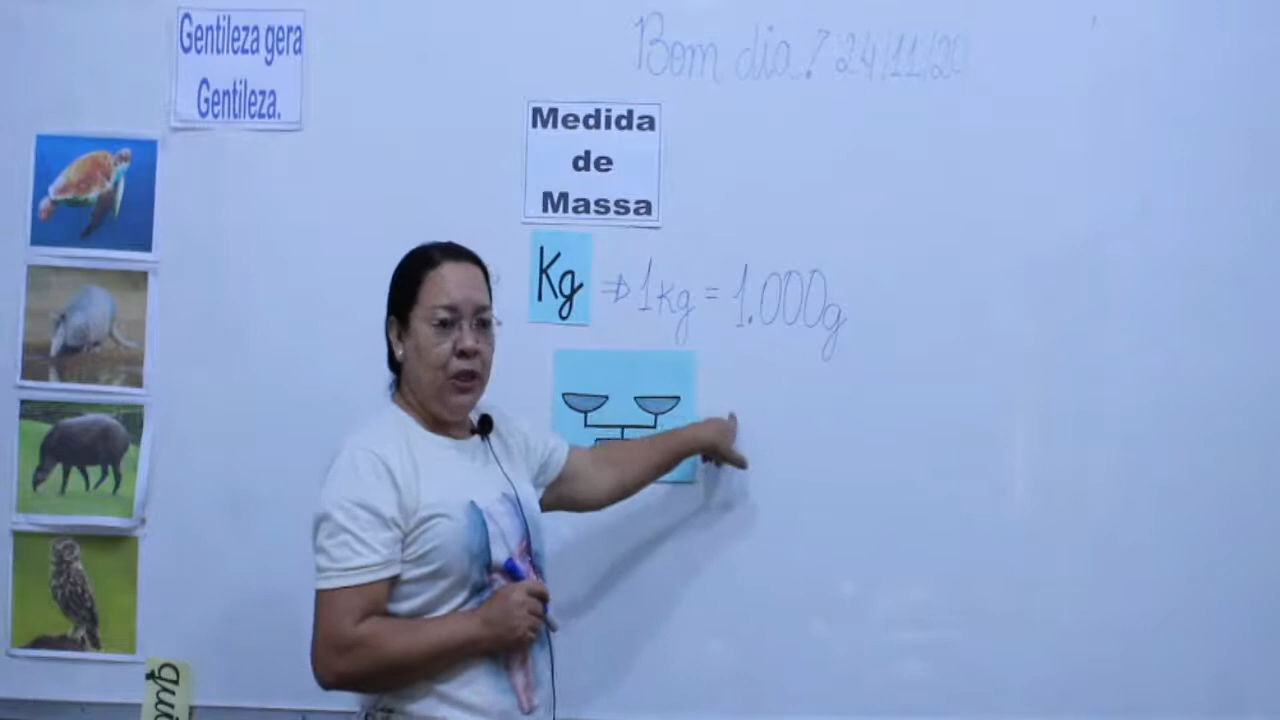 Gentileza gera
Gentileza.
Bom dia! 24/11/20
Medida
de
Massa
Kg ⇒ 1kg = 1.000g